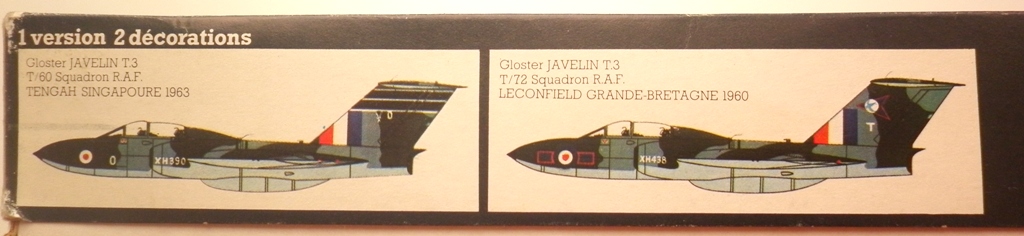 1 version 2 décorations
Gloster JAVELIN T.3
T/60 Squadron R.A.F.
TENGAH SINGAPOURE 1963
O
XH390
O
Gloster JAVELIN T.3
T/72 Squadron R.A.F.
LECONFIELD GRANDE-BRETAGNE 1960
T
XH438